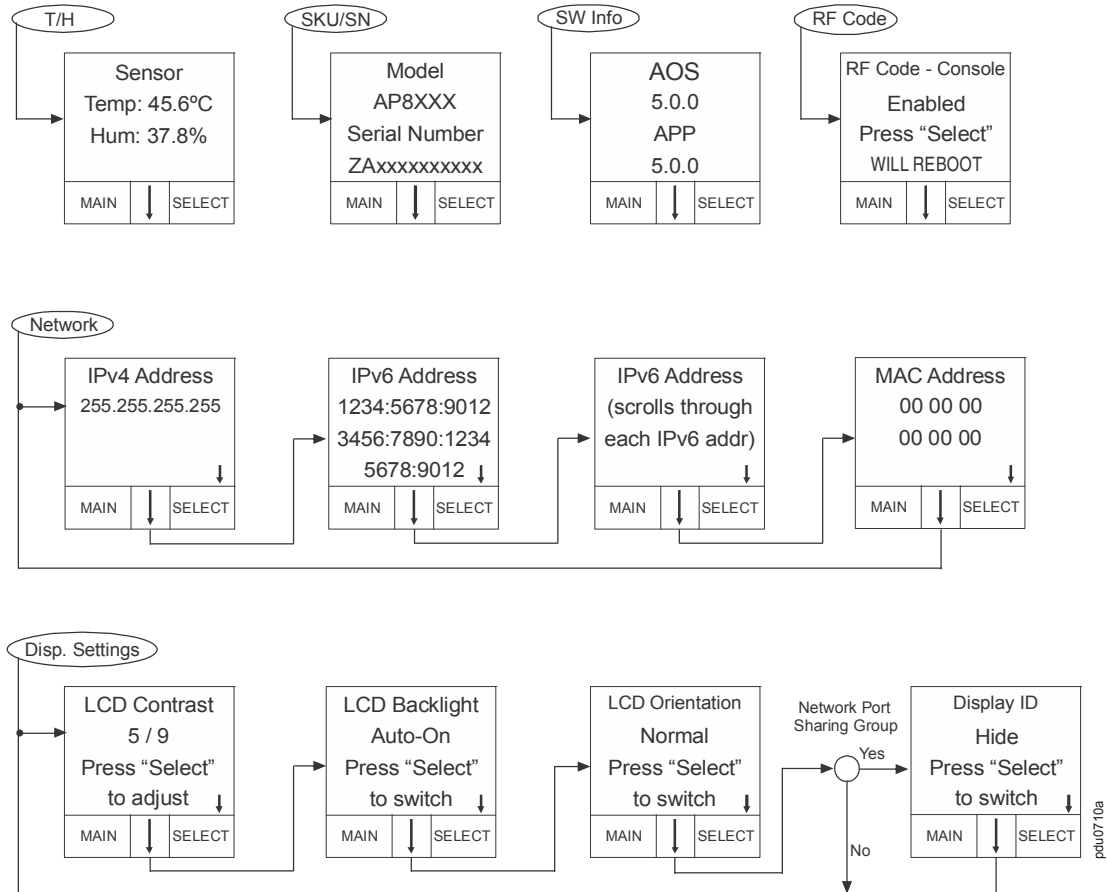 T/H
Sensor
Temp: 45.6ºC
Hum: 37.8%
MAIN
SELECT
SKU/SN
Model
AP8XXX
Serial Number
ZAxxxxxxxxxx
MAIN
SELECT
SW Info
AOS
5.0.0
APP
5.0.0
MAIN
SELECT
RF Code
RF Code - Console
Enabled
Press “Select”
WILL REBOOT
MAIN
SELECT
Network
IPv4 Address
255.255.255.255
MAIN
SELECT
IPv6 Address
1234:5678:9012
3456:7890:1234
5678:9012
MAIN
SELECT
IPv6 Address
(scrolls through
each IPv6 addr)
MAIN
SELECT
MAC Address
00 00 00
00 00 00
MAIN
SELECT
Disp. Settings
LCD Contrast
5 / 9
Press “Select”
to adjust
MAIN
SELECT
LCD Backlight
Auto-On
Press “Select”
to switch
MAIN
SELECT
LCD Orientation
Normal
Press “Select”
to switch
MAIN
SELECT
Network Port
Sharing Group
Yes
No
Display ID
Hide
Press “Select”
to switch
MAIN
SELECT
pdu0710a